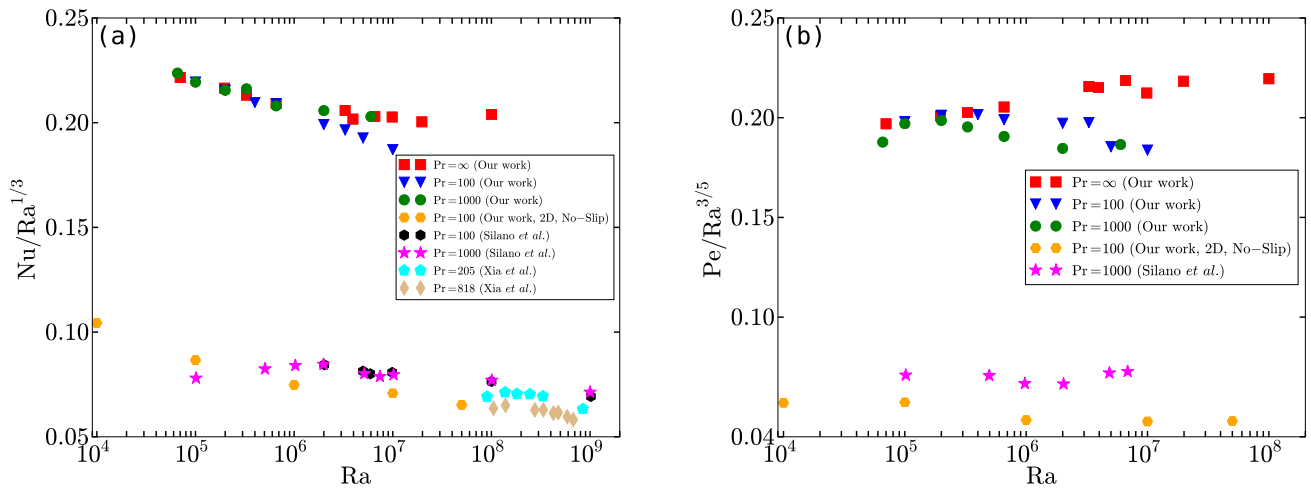 (a)
0.25
0.20
0.15
0.10
0.05
Nu/Ra^{1/3}
Pr=∞ (Our work)
Pr=100 (Our work)
Pr=1000 (Our work)
Pr=100 (Our work, 2D, No−Slip)
Pr=100 (Silano et al.)
Pr=1000 (Silano et al.)
Pr=205 (Xia et al.)
Pr=818 (Xia et al.)
10^4 10^5 10^6 10^7 10^8 10^9
Ra
(b)
0.25
0.20
0.15
0.10
0.04
Pe/Ra^{3/5}
Pr=∞ (Our work)
Pr=100 (Our work)
Pr=1000 (Our work)
Pr=100 (Our work, 2D, No−Slip)
Pr=1000 (Silano et al.)
10^4 10^5 10^6 10^7 10^8
Ra